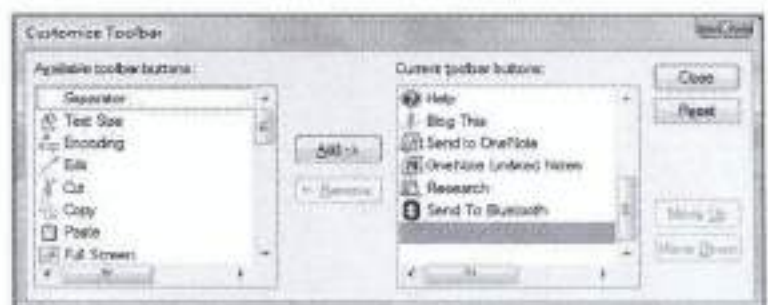 Customize Toolbar
Available toolbar buttons:
Separator
Text Size
Encoding
Edit
Cut
Copy
Paste
Full Screen
Add ->
<- Remove
Current toolbar buttons:
Help
Blog This
Send to OneNote
OneNote Linked Notes
Research
Send To Bluetooth
Close
Reset
Move Up
Move Down